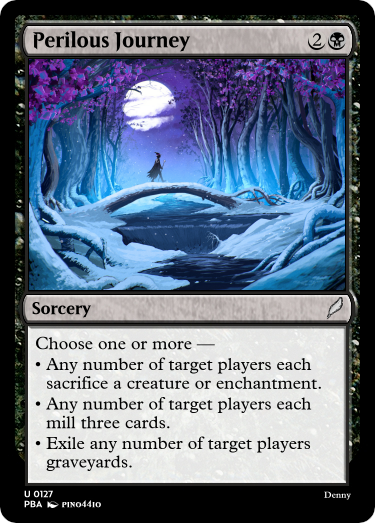 Perilous Journey 2
Sorcery
Choose one or more —
• Any number of target players each
sacrifice a creature or enchantment.
• Any number of target players each
mill three cards.
• Exile any number of target players
graveyards.
U 0127
PBA PINO4410
Denny